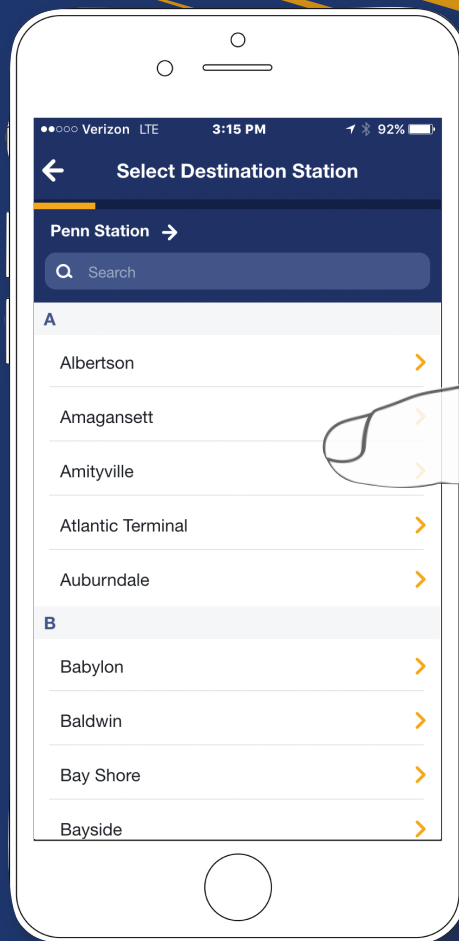 Verizon LTE 3:15 PM 92%
Select Destination Station
Penn Station
Search
A
Albertson
Amagansett
Amityville
Atlantic Terminal
Auburndale
B
Babylon
Baldwin
Bay Shore
Bayside